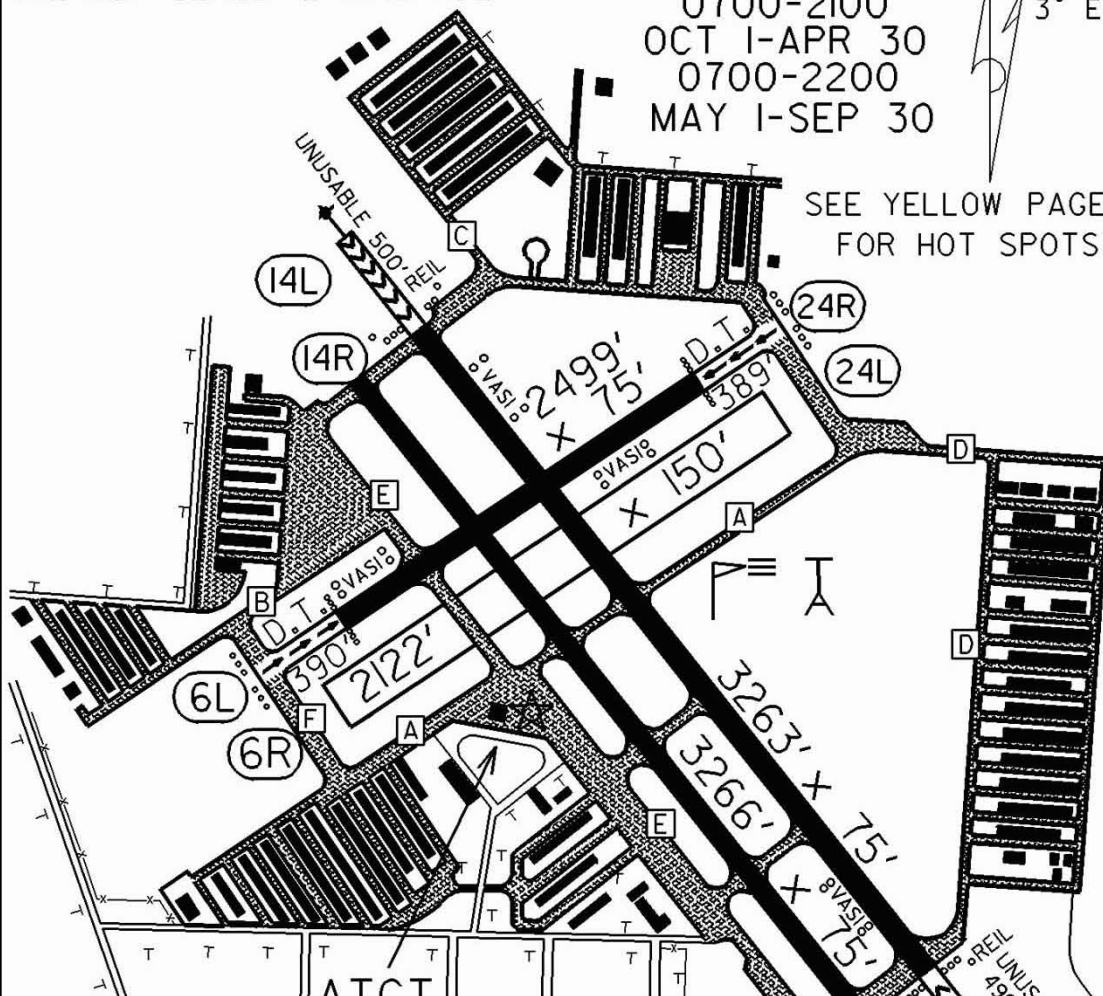 0700-2100
OCT 1-APR 30
0700-2200
MAY 1-SEP 30
3° E
SEE YELLOW PAGE
FOR HOT SPOTS
UNUSABLE 500'
REIL
C
14L
14R
24R
24L
D.T.
389'
VASI
2499'
X
75'
VASI
X 150'
A
D
E
B
D.T.
VASI
390'
2122'
6L
F
A
6R
D
3263' X 75'
3266'
X
75'
VASI
E
REIL
ATCT